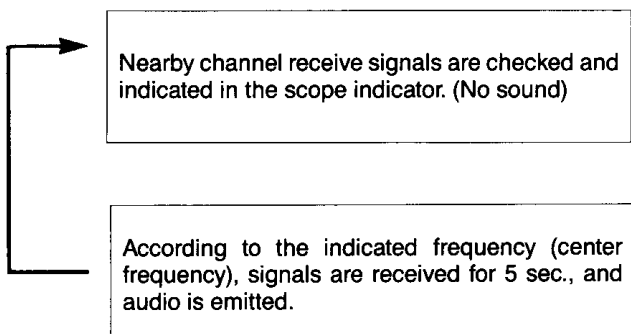 Nearby channel receive signals are checked and
indicated in the scope indicator. (No sound)
According to the indicated frequency (center
frequency), signals are received for 5 sec., and
audio is emitted.